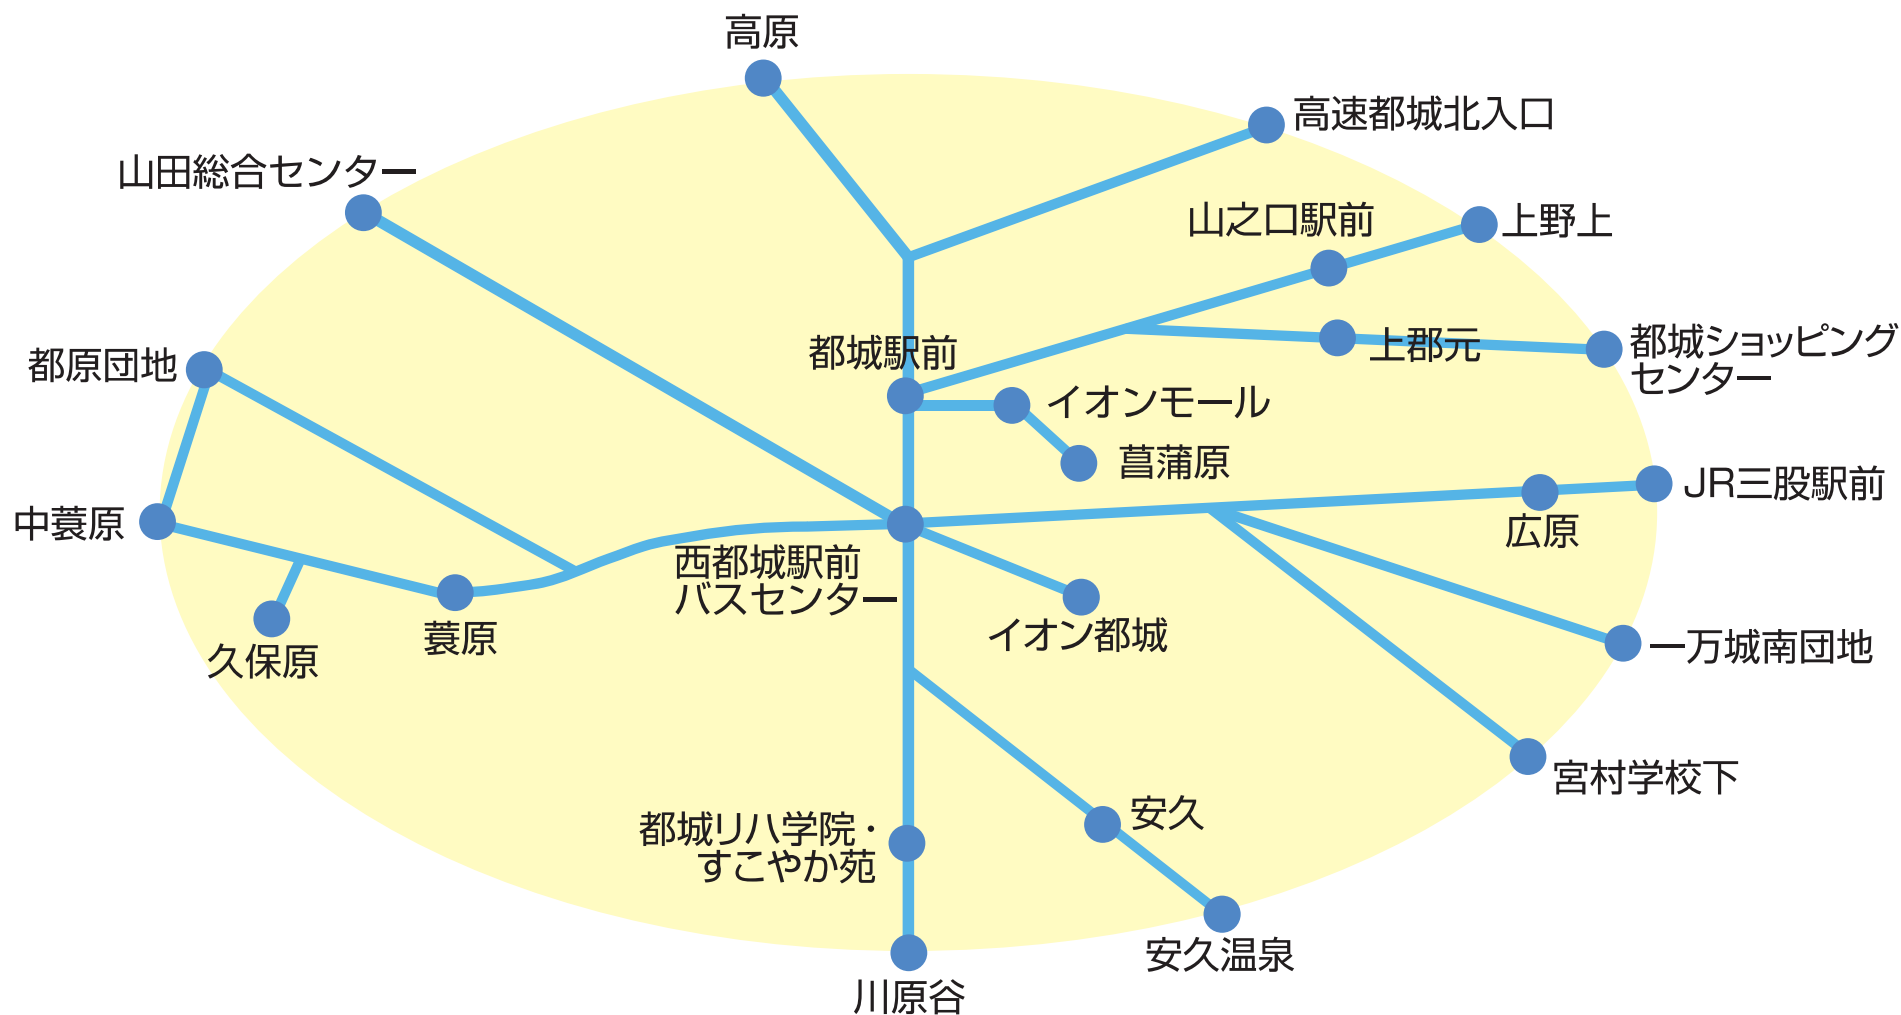 高原
高速都城北入口
山田総合センター
山之口駅前
上野上
都城駅前
上郡元
都城ショッピング
センター
都原団地
イオンモール
菖蒲原
JR三股駅前
中蓑原
広原
西都城駅前
バスセンター
久保原
蓑原
イオン都城
一万城南団地
宮村学校下
都城リハ学院・
すこやか苑
安久
安久温泉
川原谷